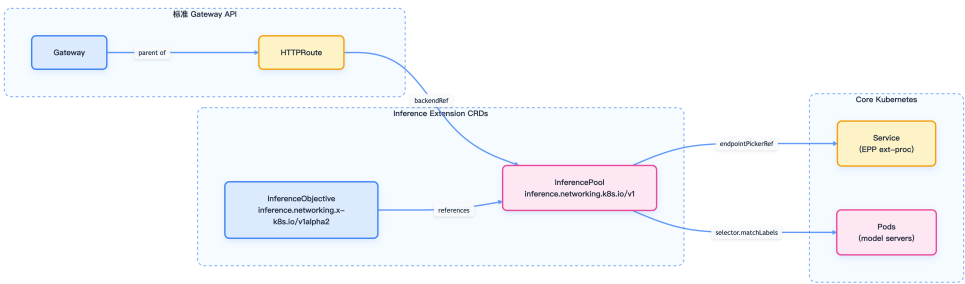 标准 Gateway API
Gateway
parent of
HTTPRoute
backendRef
Inference Extension CRDs
InferenceObjective
inference.networking.x-
k8s.io/v1alpha2
references
InferencePool
inference.networking.k8s.io/v1
endpointPickerRef
selector.matchLabels
Core Kubernetes
Service
(EPP ext-proc)
Pods
(model servers)